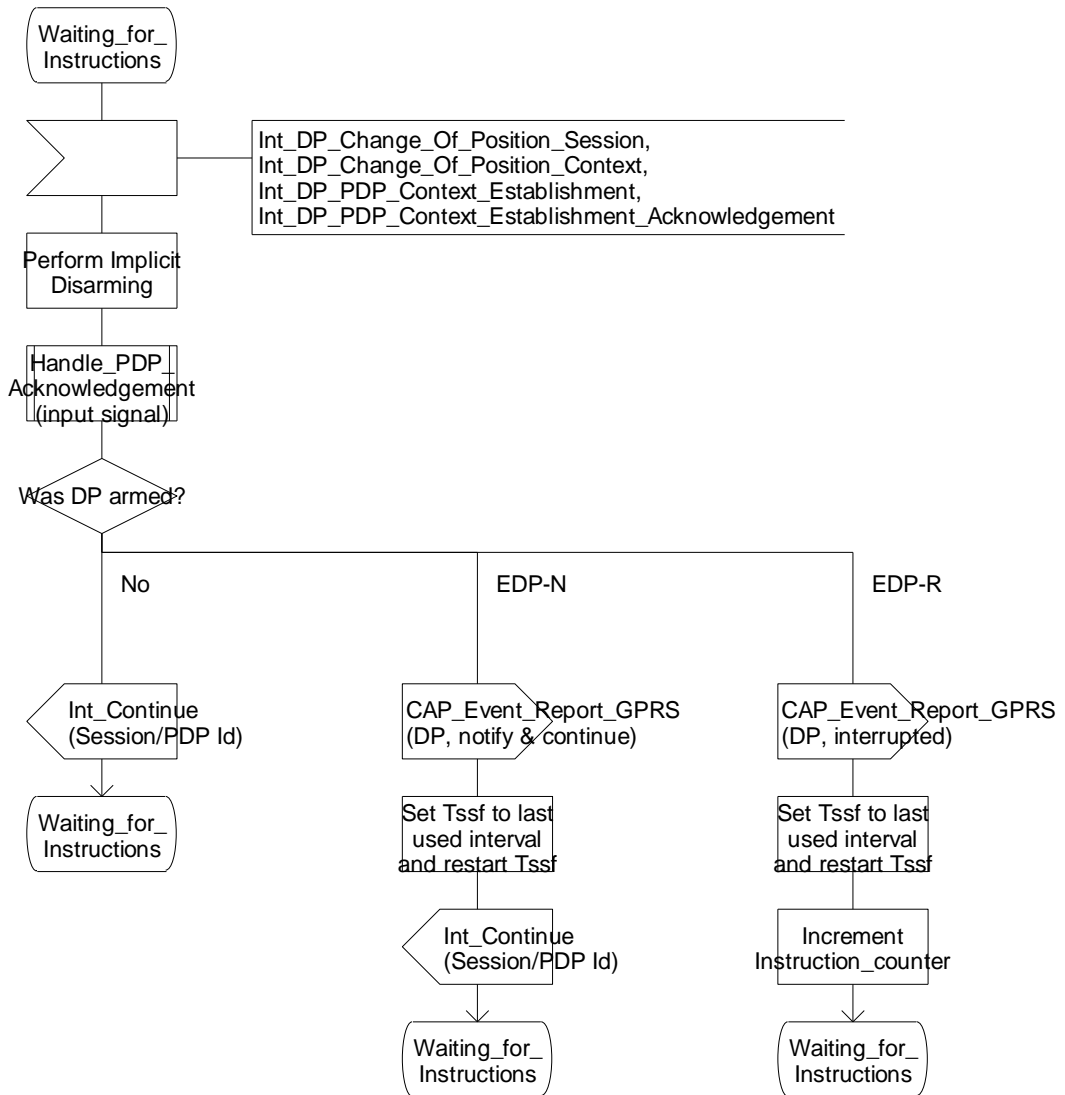 Waiting_for_
Instructions
Int_DP_Change_Of_Position_Session,
Int_DP_Change_Of_Position_Context,
Int_DP_PDP_Context_Establishment,
Int_DP_PDP_Context_Establishment_Acknowledgement
Perform Implicit
Disarming
Handle_PDP_
Acknowledgement
(input signal)
Was DP armed?
No
EDP-N
EDP-R
Int_Continue
(Session/PDP Id)
CAP_Event_Report_GPRS
(DP, notify & continue)
CAP_Event_Report_GPRS
(DP, interrupted)
Waiting_for_
Instructions
Set Tssf to last
used interval
and restart Tssf
Set Tssf to last
used interval
and restart Tssf
Int_Continue
(Session/PDP Id)
Increment
Instruction_counter
Waiting_for_
Instructions
Waiting_for_
Instructions